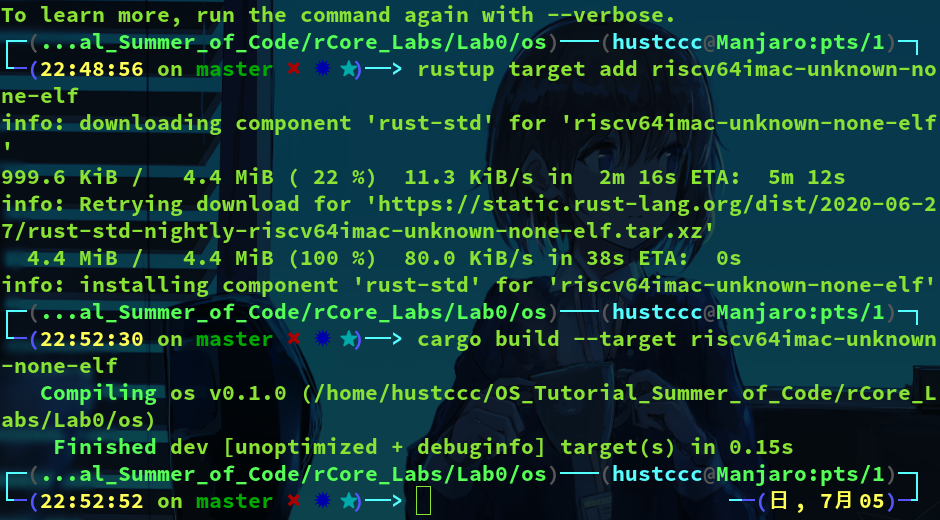 To learn more, run the command again with --verbose.
(...al_Summer_of_Code/rCore_Labs/Lab0/os)——(hustccc@Manjaro:pts/1)
(22:48:56 on master ✖ ✹ ★)——> rustup target add riscv64imac-unknown-no
ne-elf
info: downloading component 'rust-std' for 'riscv64imac-unknown-none-elf
'
999.6 KiB /   4.4 MiB ( 22 %)  11.3 KiB/s in  2m 16s ETA:  5m 12s
info: Retrying download for 'https://static.rust-lang.org/dist/2020-06-2
7/rust-std-nightly-riscv64imac-unknown-none-elf.tar.xz'
  4.4 MiB /   4.4 MiB (100 %)  80.0 KiB/s in 38s ETA:  0s
info: installing component 'rust-std' for 'riscv64imac-unknown-none-elf'
(...al_Summer_of_Code/rCore_Labs/Lab0/os)——(hustccc@Manjaro:pts/1)
(22:52:30 on master ✖ ✹ ★)——> cargo build --target riscv64imac-unknown
-none-elf
   Compiling os v0.1.0 (/home/hustccc/OS_Tutorial_Summer_of_Code/rCore_L
abs/Lab0/os)
    Finished dev [unoptimized + debuginfo] target(s) in 0.15s
(...al_Summer_of_Code/rCore_Labs/Lab0/os)——(hustccc@Manjaro:pts/1)
(22:52:52 on master ✖ ✹ ★)——> ——(日, 7月05)